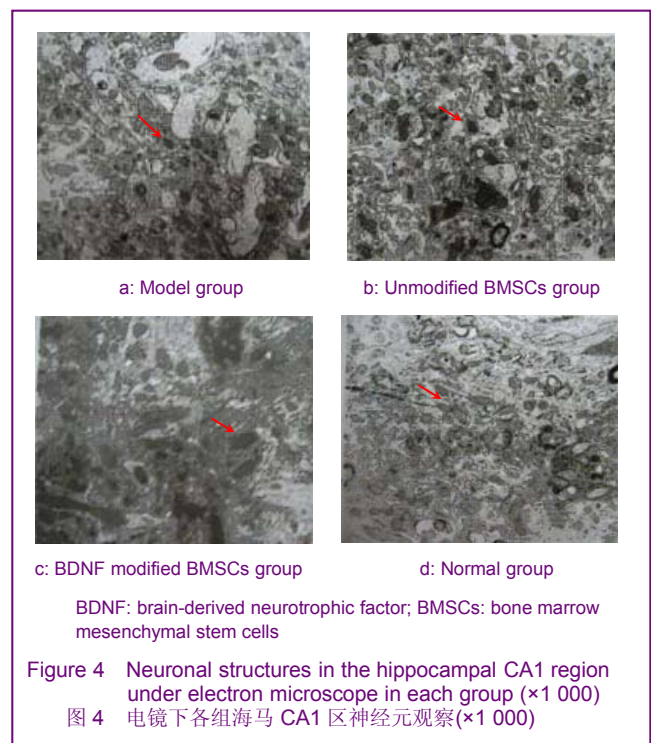 a: Model group
b: Unmodified BMSCs group
c: BDNF modified BMSCs group
d: Normal group
BDNF: brain-derived neurotrophic factor; BMSCs: bone marrow
mesenchymal stem cells
Figure 4 Neuronal structures in the hippocampal CA1 region
under electron microscope in each group (×1 000)
图 4 电镜下各组海马 CA1 区神经元观察(×1 000)